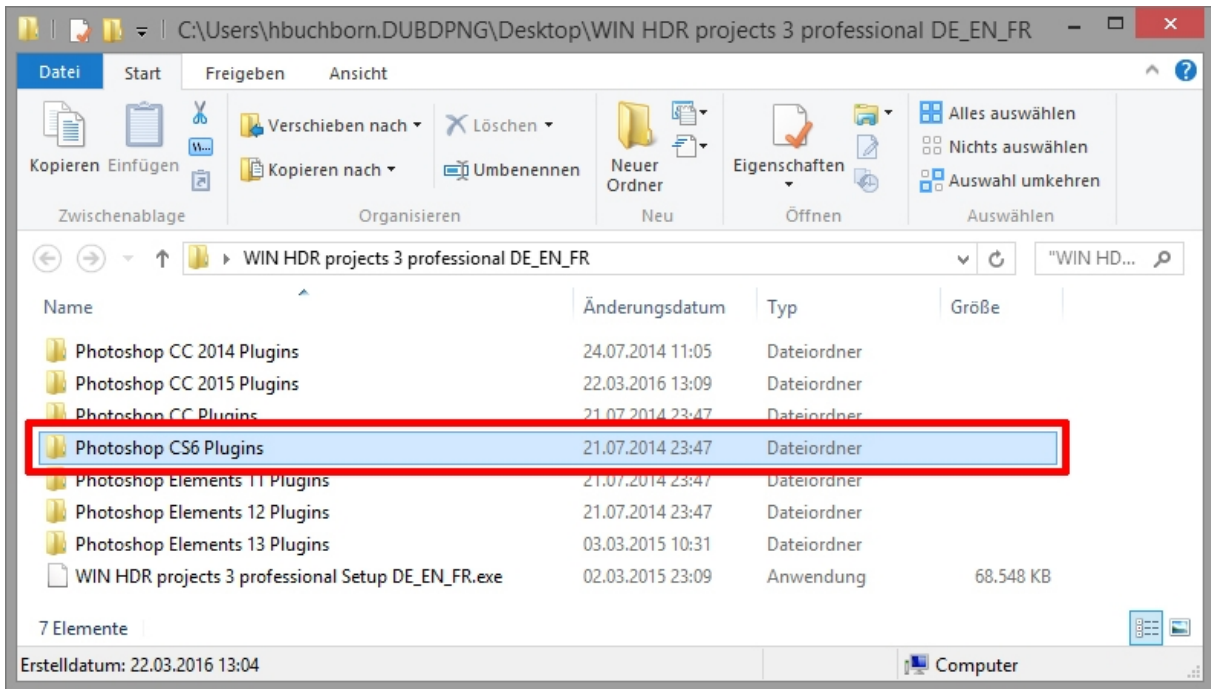 C:\Users\hbuchborn.DUBDPNG\Desktop\WIN HDR projects 3 professional DE_EN_FR
Datei Start Freigeben Ansicht
Kopieren Einfügen Verschieben nach Kopieren nach Löschen Umbenennen Neuer Ordner Eigenschaften Alles auswählen Nichts auswählen Auswahl umkehren
Zwischenablage Organisieren Neu Öffnen Auswählen
WIN HDR projects 3 professional DE_EN_FR "WIN HD...
Name Änderungsdatum Typ Größe
Photoshop CC 2014 Plugins 24.07.2014 11:05 Dateiordner
Photoshop CC 2015 Plugins 22.03.2016 13:09 Dateiordner
Photoshop CC Plugins 21.07.2014 23:47 Dateiordner
Photoshop CS6 Plugins 21.07.2014 23:47 Dateiordner
Photoshop Elements 11 Plugins 21.07.2014 23:47 Dateiordner
Photoshop Elements 12 Plugins 21.07.2014 23:47 Dateiordner
Photoshop Elements 13 Plugins 03.03.2015 10:31 Dateiordner
WIN HDR projects 3 professional Setup DE_EN_FR.exe 02.03.2015 23:09 Anwendung 68.548 KB
7 Elemente
Erstelldatum: 22.03.2016 13:04 Computer